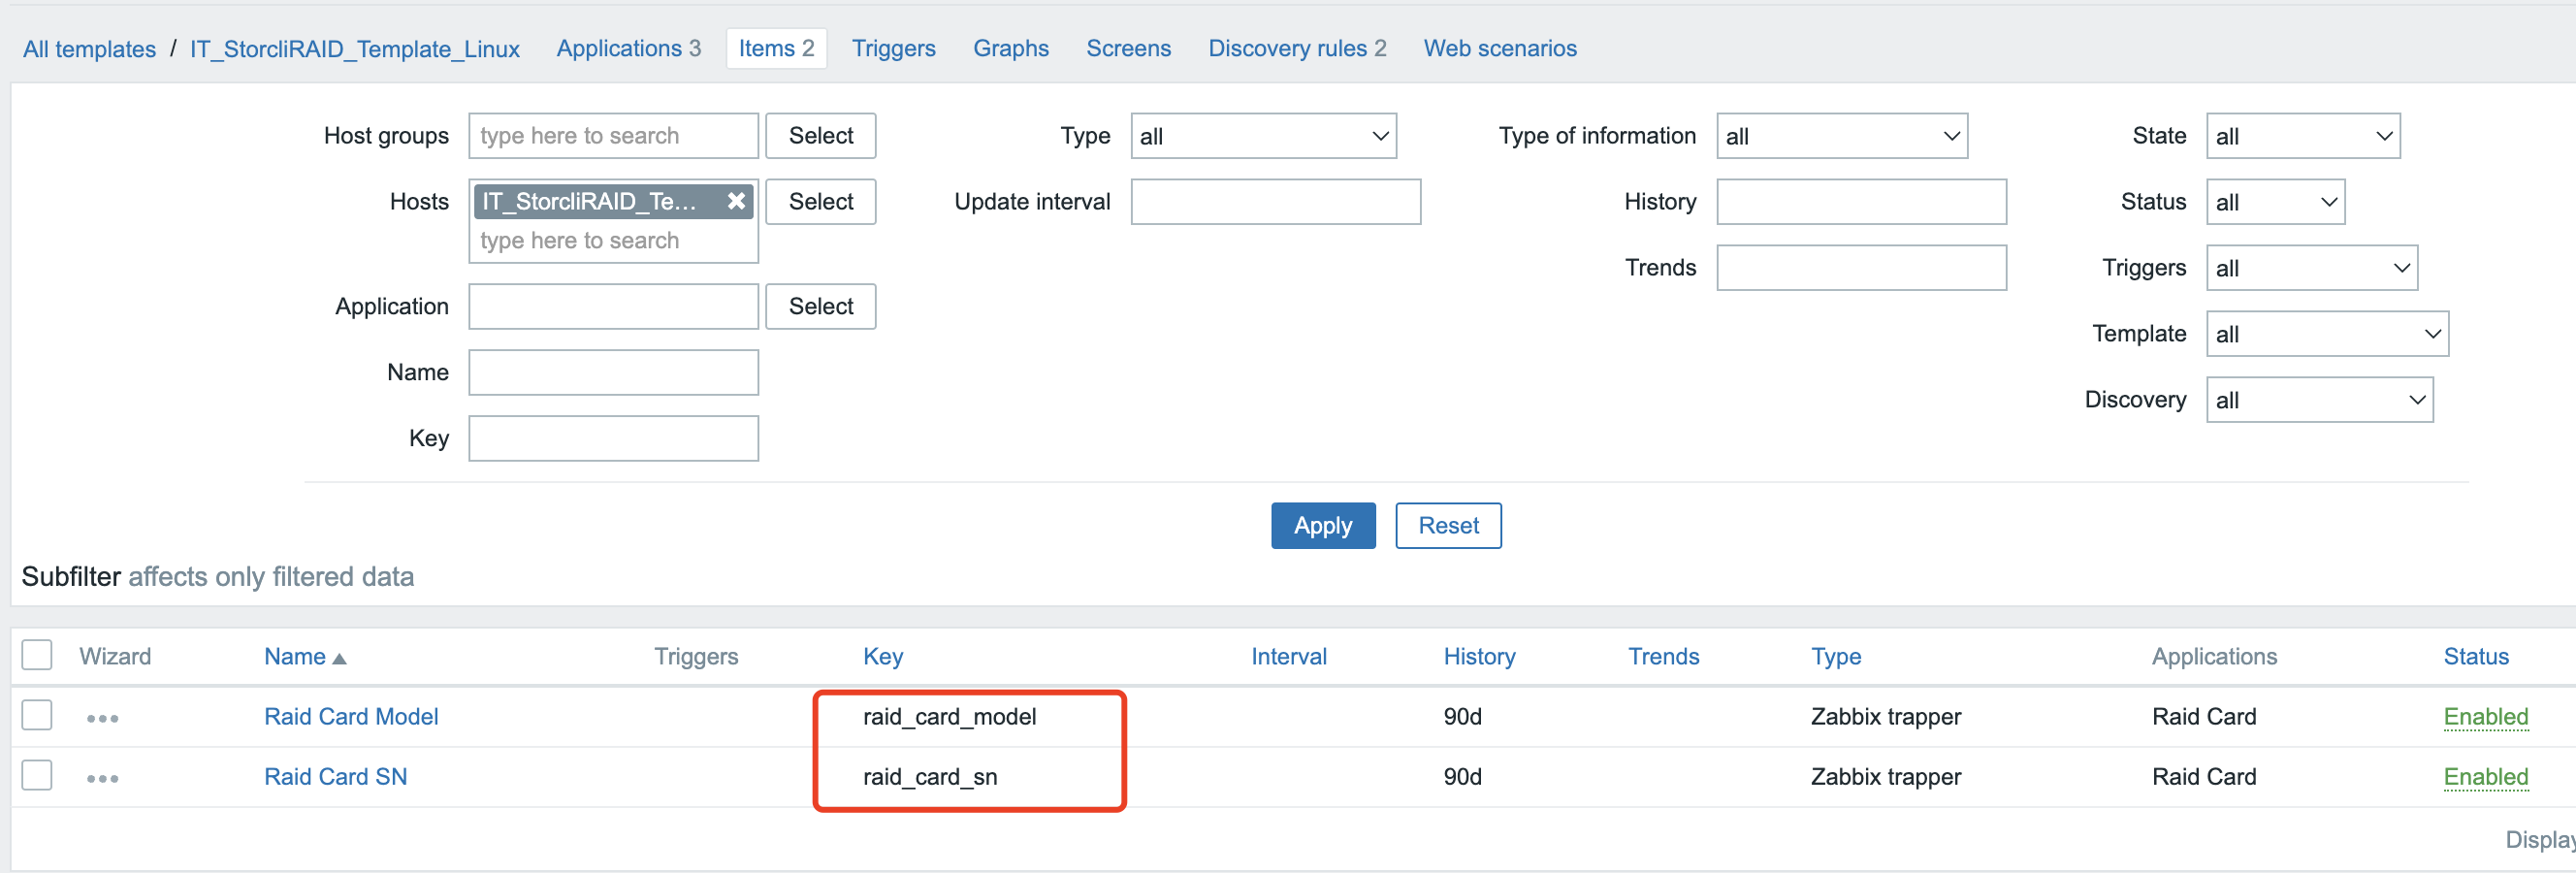 All templates / IT_StorcliRAID_Template_Linux Applications 3 Items 2 Triggers Graphs Screens Discovery rules 2 Web scenarios
Host groups type here to search Select Type all Type of information all State all
Hosts IT_StorcliRAID_Te... Select Update interval History Status all
type here to search
Trends Triggers all
Application Select
Template all
Name
Discovery all
Key
Apply Reset
Subfilter affects only filtered data
Wizard Name Triggers Key Interval History Trends Type Applications Status
Raid Card Model raid_card_model 90d Zabbix trapper Raid Card Enabled
Raid Card SN raid_card_sn 90d Zabbix trapper Raid Card Enabled
Display